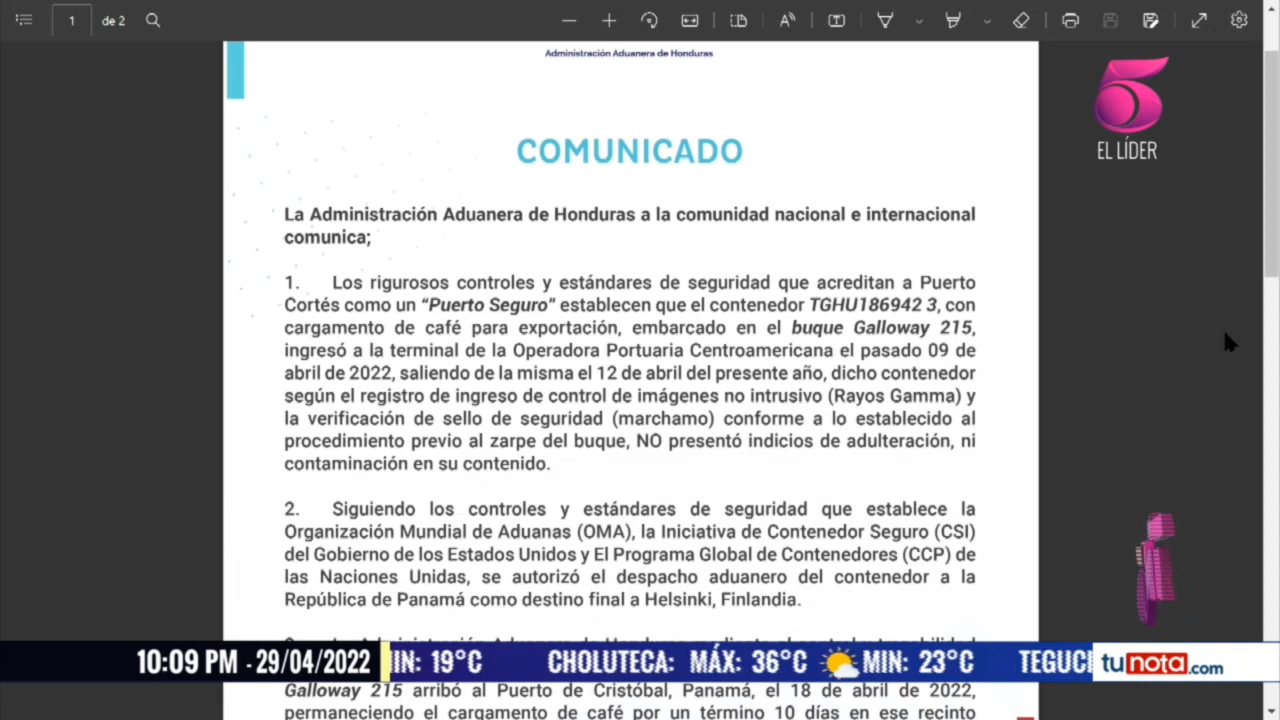 1
de 2
Administración Aduanera de Honduras
5
EL LÍDER
COMUNICADO
La Administración Aduanera de Honduras a la comunidad nacional e internacional
comunica;
1. Los rigurosos controles y estándares de seguridad que acreditan a Puerto
Cortés como un “Puerto Seguro” establecen que el contenedor TGHU186942 3, con
cargamento de café para exportación, embarcado en el buque Galloway 215,
ingresó a la terminal de la Operadora Portuaria Centroamericana el pasado 09 de
abril de 2022, saliendo de la misma el 12 de abril del presente año, dicho contenedor
según el registro de ingreso de control de imágenes no intrusivo (Rayos Gamma) y
la verificación de sello de seguridad (marchamo) conforme a lo establecido al
procedimiento previo al zarpe del buque, NO presentó indicios de adulteración, ni
contaminación en su contenido.
2. Siguiendo los controles y estándares de seguridad que establece la
Organización Mundial de Aduanas (OMA), la Iniciativa de Contenedor Seguro (CSI)
del Gobierno de los Estados Unidos y El Programa Global de Contenedores (CCP) de
las Naciones Unidas, se autorizó el despacho aduanero del contenedor a la
República de Panamá como destino final a Helsinki, Finlandia.
10:09 PM - 29/04/2022
IN: 19°C CHOLUTECA: MÁX: 36°C MIN: 23°C TEGUCI
tunota.com
Galloway 215 arribó al Puerto de Cristóbal, Panamá, el 18 de abril de 2022,
permaneciendo el cargamento de café por un término 10 días en ese recinto